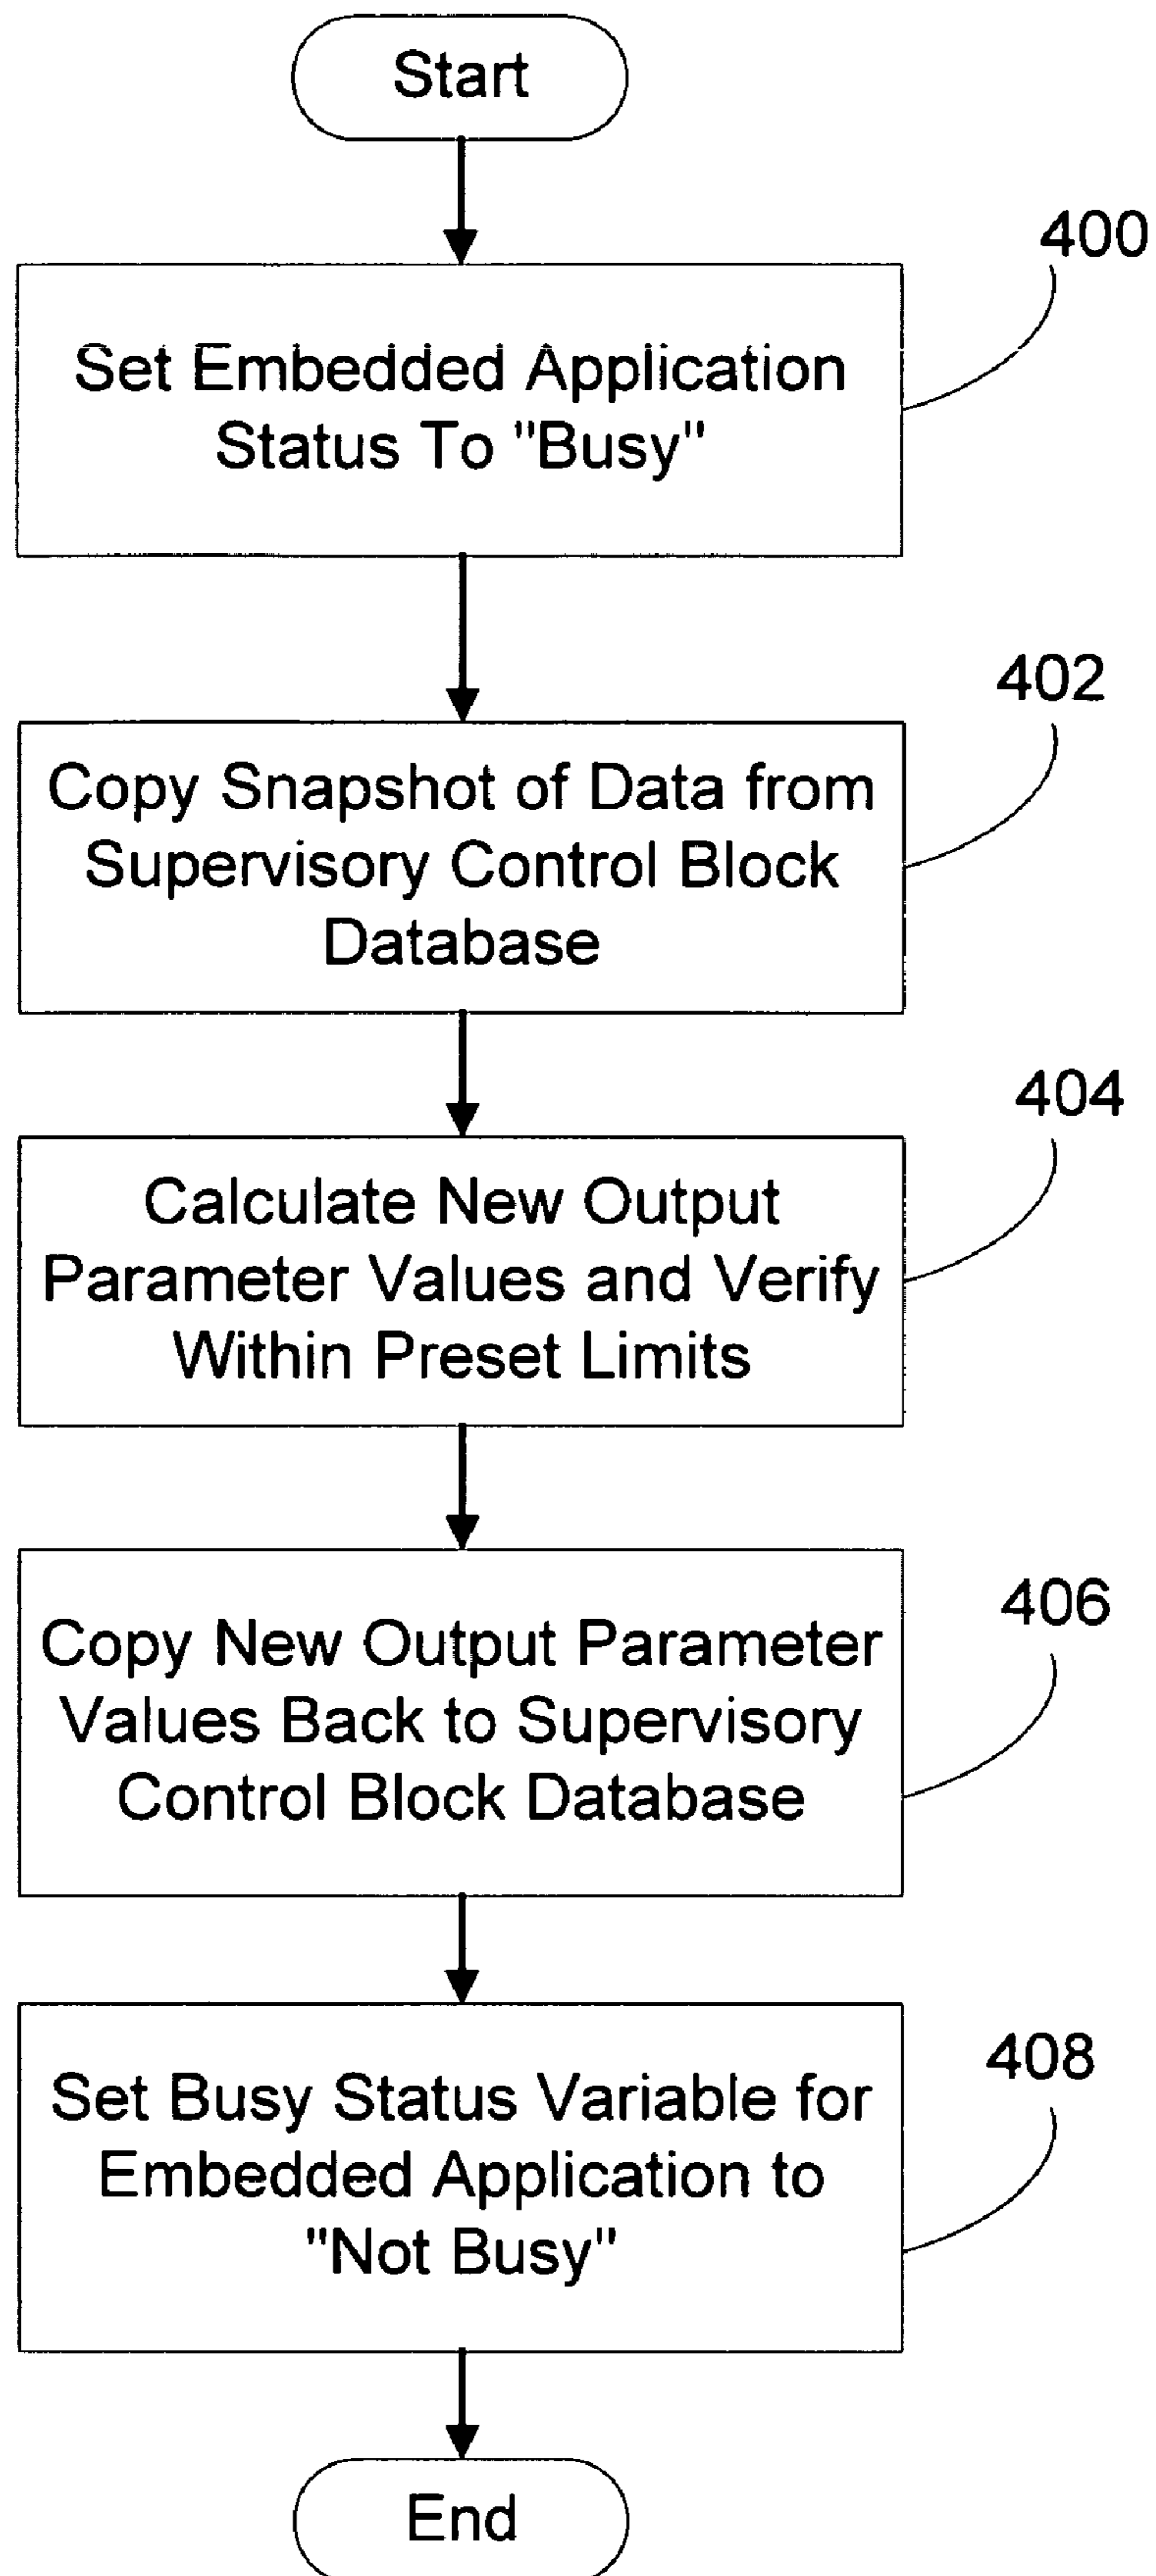 Start
400
Set Embedded Application
Status To "Busy"
402
Copy Snapshot of Data from
Supervisory Control Block
Database
404
Calculate New Output
Parameter Values and Verify
Within Preset Limits
406
Copy New Output Parameter
Values Back to Supervisory
Control Block Database
408
Set Busy Status Variable for
Embedded Application to
"Not Busy"
End